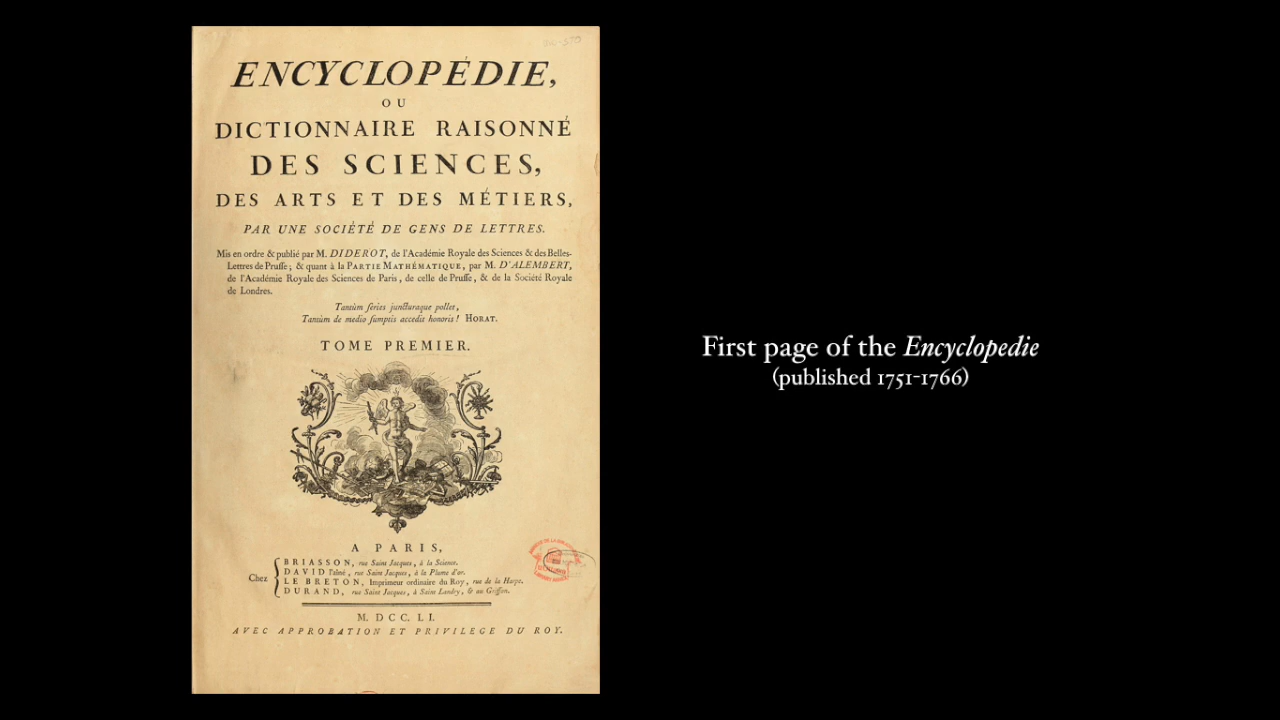 ENCYCLOPÉDIE,
OU
DICTIONNAIRE RAISONNÉ
DES SCIENCES,
DES ARTS ET DES MÉTIERS,
PAR UNE SOCIÉTÉ DE GENS DE LETTRES.
Mis en ordre & publié par M. DIDEROT, de l'Académie Royale des Sciences & des Belles-
Lettres de Prusse; & quant à la PARTIE MATHÉMATIQUE, par M. D'ALEMBERT,
de l'Académie Royale des Sciences de Paris, de celle de Prusse, & de la Société Royale
de Londres.
Tantùm series juncturaque pollet,
Tantùm de medio sumptis accedit honoris! HORAT.
TOME PREMIER.
A PARIS,
Chez
BRIASSON, rue Saint Jacques, à la Science.
DAVID l'aîné, rue Saint Jacques, à la Plume d'or.
LE BRETON, Imprimeur ordinaire du Roy, rue de la Harpe.
DURAND, rue Saint Jacques, à Saint Landry, & au Griffon.
M. DCC. LI.
AVEC APPROBATION ET PRIVILEGE DU ROY.
First page of the Encyclopedie
(published 1751-1766)